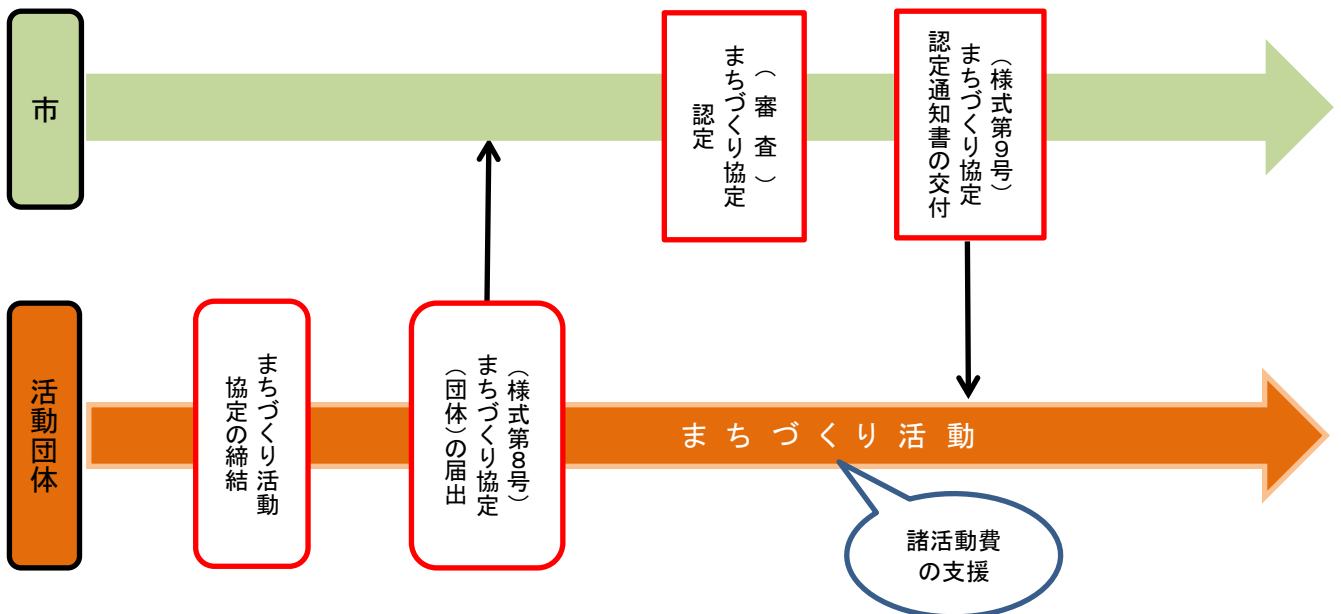 市
（審査）
まちづくり協定
認定
（様式第9号）
まちづくり協定
認定通知書の交付
活動団体
まちづくり活動
協定の締結
（様式第8号）
まちづくり協定
（団体）の届出
まちづくり活動
諸活動費
の支援